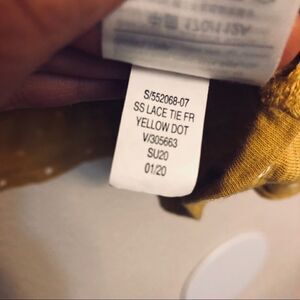 S/552068-07
SS LACE TIE FR
YELLOW DOT
V/305663
SU20
01/20